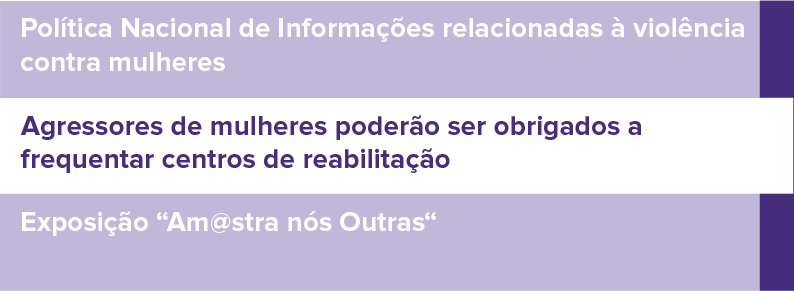 Política Nacional de Informações relacionadas à violência
contra mulheres
Agressores de mulheres poderão ser obrigados a
frequentar centros de reabilitação
Exposição “Am@stra nós Outras“